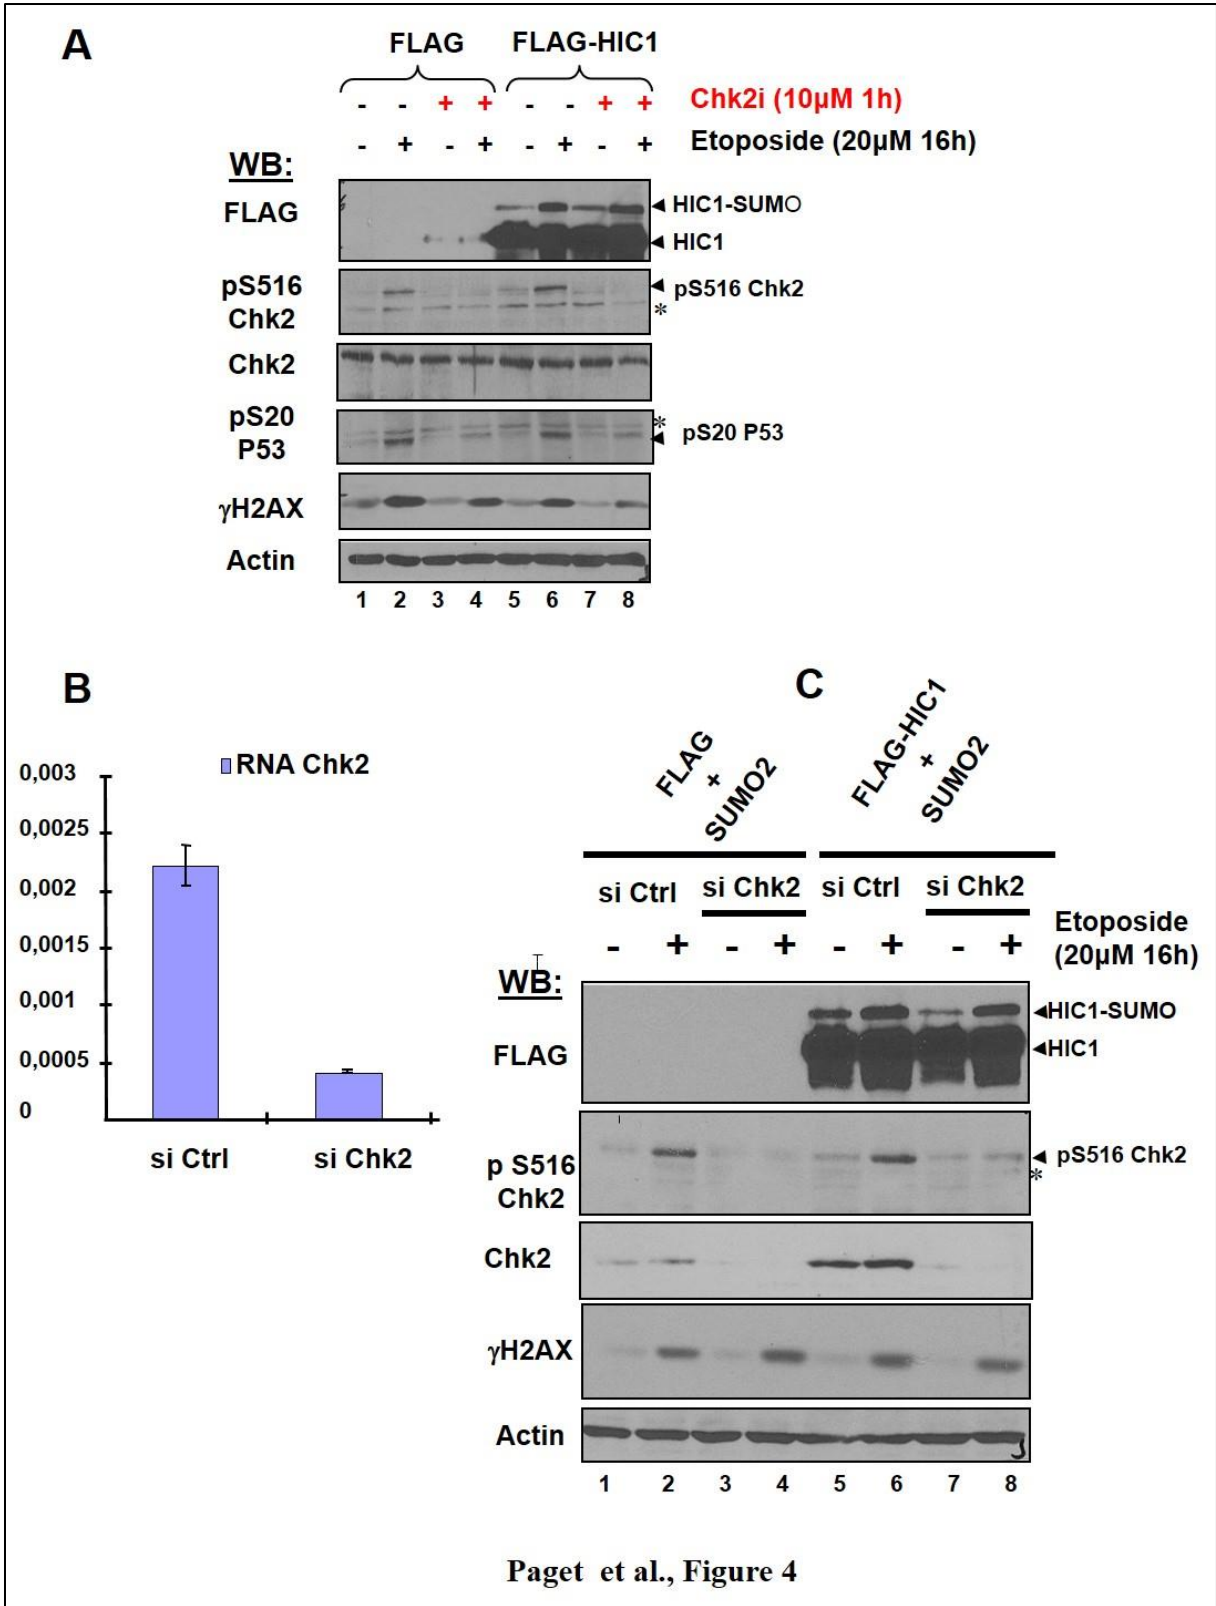 A
FLAG FLAG-HIC1
- - + + - - + + Chk2i (10µM 1h)
- + - + - + - + Etoposide (20µM 16h)
WB:
FLAG
HIC1-SUMO
HIC1
pS516
Chk2
pS516 Chk2
*
Chk2
pS20
P53
*
pS20 P53
γH2AX
Actin
1 2 3 4 5 6 7 8
B
RNA Chk2
0,003
0,0025
0,002
0,0015
0,001
0,0005
0
si Ctrl si Chk2
C
FLAG
+
SUMO2
FLAG-HIC1
+
SUMO2
si Ctrl si Chk2 si Ctrl si Chk2
- + - + - + - + Etoposide
(20µM 16h)
WB:
FLAG
HIC1-SUMO
HIC1
p S516
Chk2
pS516 Chk2
*
Chk2
γH2AX
Actin
1 2 3 4 5 6 7 8
Paget et al., Figure 4